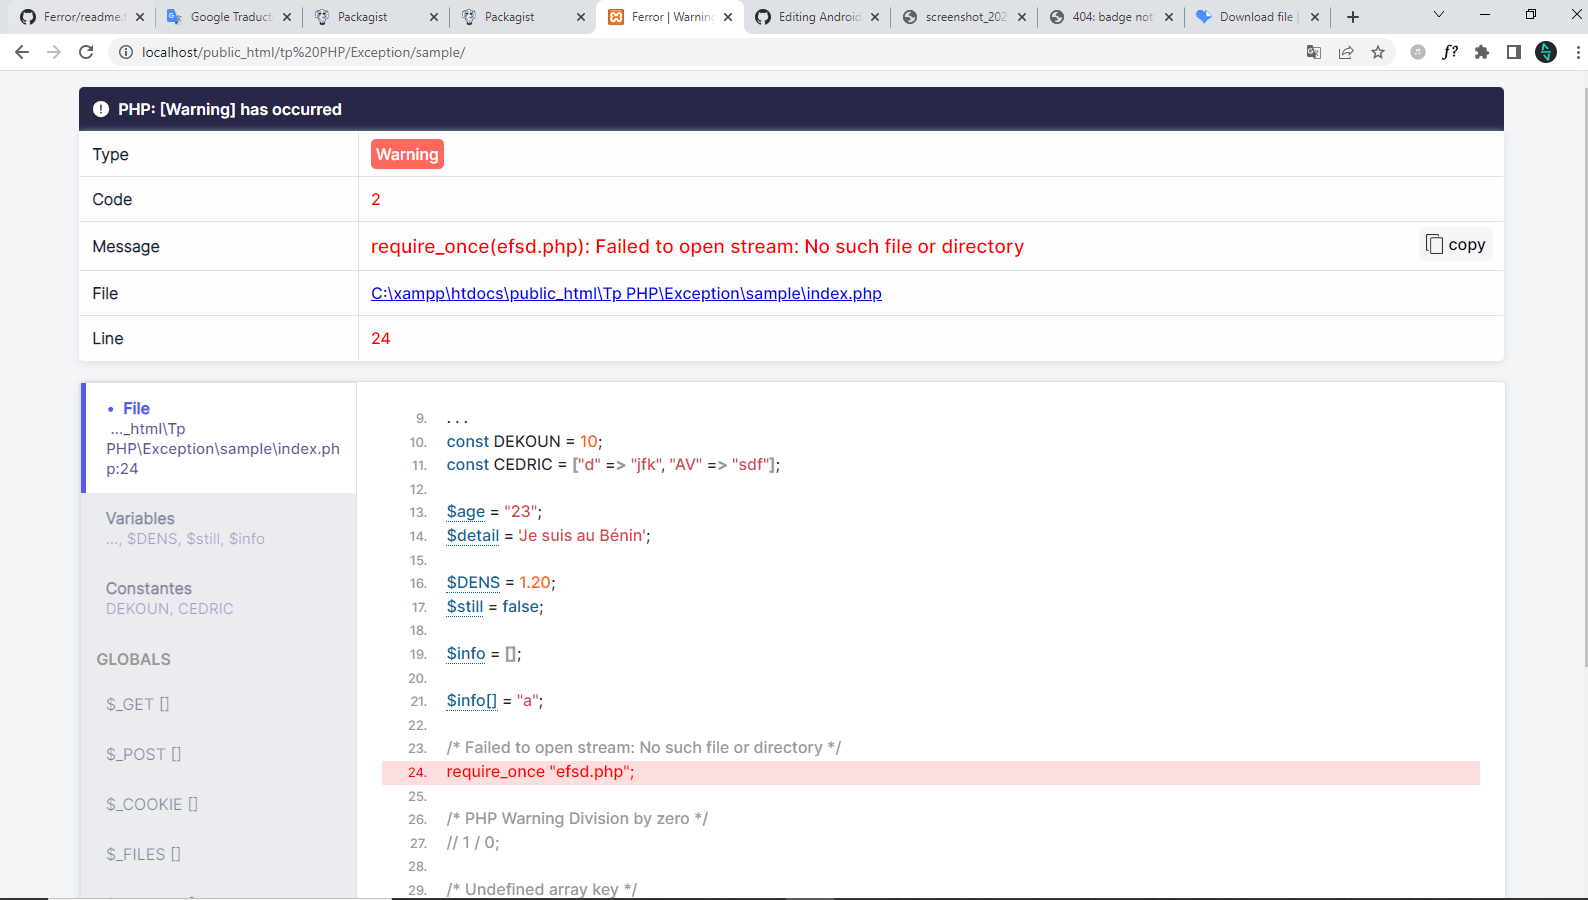 Ferror/readme.
Google Traduct
Packagist
Packagist
Ferror | Warning
Editing Android
screenshot_202
404: badge not
Download file |
localhost/public_html/tp%20PHP/Exception/sample/
PHP: [Warning] has occurred
Type Warning
Code 2
Message require_once(efsd.php): Failed to open stream: No such file or directory copy
File C:\xampp\htdocs\public_html\Tp PHP\Exception\sample\index.php
Line 24
• File
..._html\Tp
PHP\Exception\sample\index.ph
p:24
Variables
..., $DENS, $still, $info
Constantes
DEKOUN, CEDRIC
GLOBALS
$_GET []
$_POST []
$_COOKIE []
$_FILES []
9. . . .
10. const DEKOUN = 10;
11. const CEDRIC = ["d" => "jfk", "AV" => "sdf"];
12.
13. $age = "23";
14. $detail = 'Je suis au Bénin';
15.
16. $DENS = 1.20;
17. $still = false;
18.
19. $info = [];
20.
21. $info[] = "a";
22.
23. /* Failed to open stream: No such file or directory */
24. require_once "efsd.php";
25.
26. /* PHP Warning Division by zero */
27. // 1 / 0;
28.
29. /* Undefined array key */